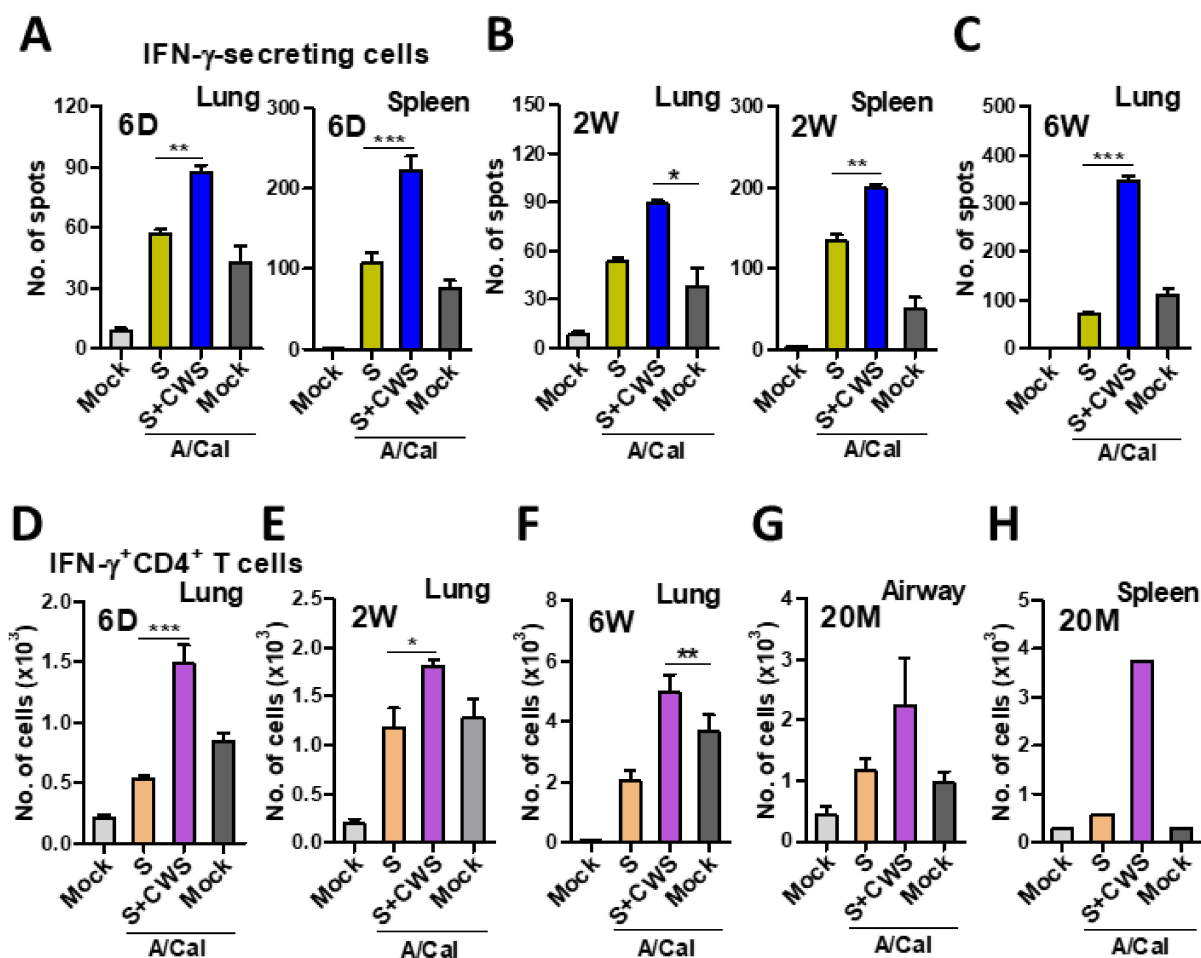 A
IFN-γ-secreting cells
No. of spots
120
90
60
30
0
6D
Lung
**
Mock
S
S+CWS
Mock
A/Cal
300
200
100
0
Spleen
6D
***
Mock
S
S+CWS
Mock
A/Cal
B
No. of spots
150
120
90
60
30
0
2W
Lung
*
Mock
S
S+CWS
Mock
A/Cal
300
200
100
0
Spleen
2W
**
Mock
S
S+CWS
Mock
A/Cal
C
No. of spots
500
400
300
200
100
0
6W
Lung
***
Mock
S
S+CWS
Mock
A/Cal
D
IFN-γ+CD4+ T cells
No. of cells (x10³)
2.0
1.5
1.0
0.5
0.0
6D
Lung
***
Mock
S
S+CWS
Mock
A/Cal
E
No. of cells (x10³)
2.5
2.0
1.5
1.0
0.5
0.0
2W
Lung
*
Mock
S
S+CWS
Mock
A/Cal
F
No. of cells (x10³)
8
6
4
2
0
6W
Lung
**
Mock
S
S+CWS
Mock
A/Cal
G
No. of cells (x10³)
4
3
2
1
0
Airway
20M
Mock
S
S+CWS
Mock
A/Cal
H
No. of cells (x10³)
5
4
3
2
1
0
Spleen
20M
Mock
S
S+CWS
Mock
A/Cal